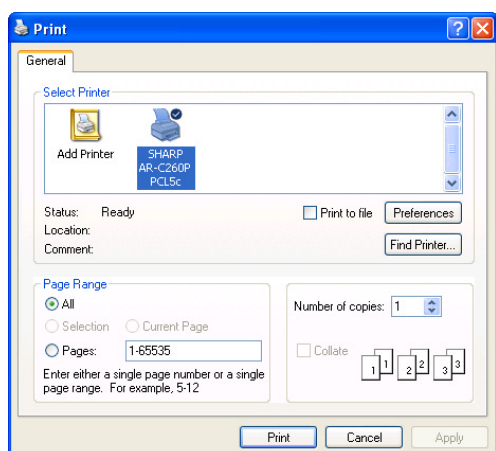 Print
General
Select Printer
Add Printer
SHARP
AR-C260P
PCL5c
Status: Ready
Print to file
Preferences
Location:
Comment:
Find Printer...
Page Range
All
Selection
Current Page
Pages: 1-65535
Enter either a single page number or a single
page range. For example, 5-12
Number of copies: 1
Collate
1 1 2 2 3 3
Print
Cancel
Apply